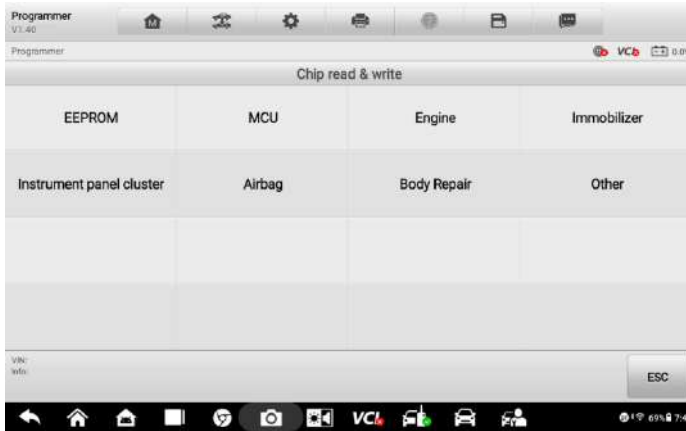 Programmer
V1.40
Programmer
VCI
Chip read & write
EEPROM
MCU
Engine
Immobilizer
Instrument panel cluster
Airbag
Body Repair
Other
VIN:
Info:
ESC
VCI
69%